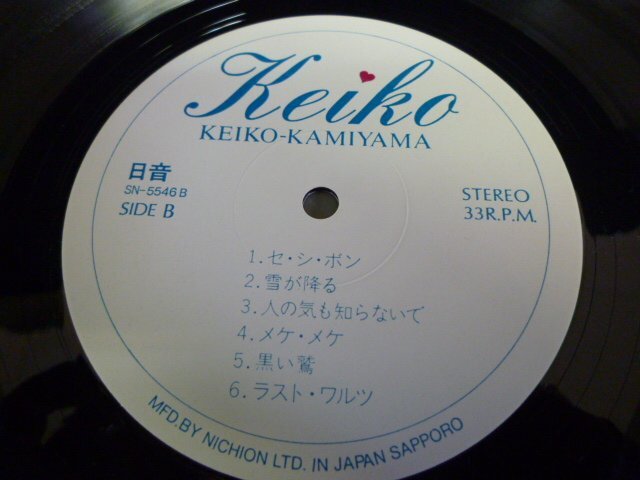 Keiko
KEIKO-KAMIYAMA
日音
SN-5546 B
SIDE B
STEREO
33R.P.M.
1. セ・シ・ボン
2. 雪が降る
3. 人の気も知らないで
4. メケ・メケ
5. 黒い鷲
6. ラスト・ワルツ
MFD.BY NICHION LTD. IN JAPAN SAPPORO